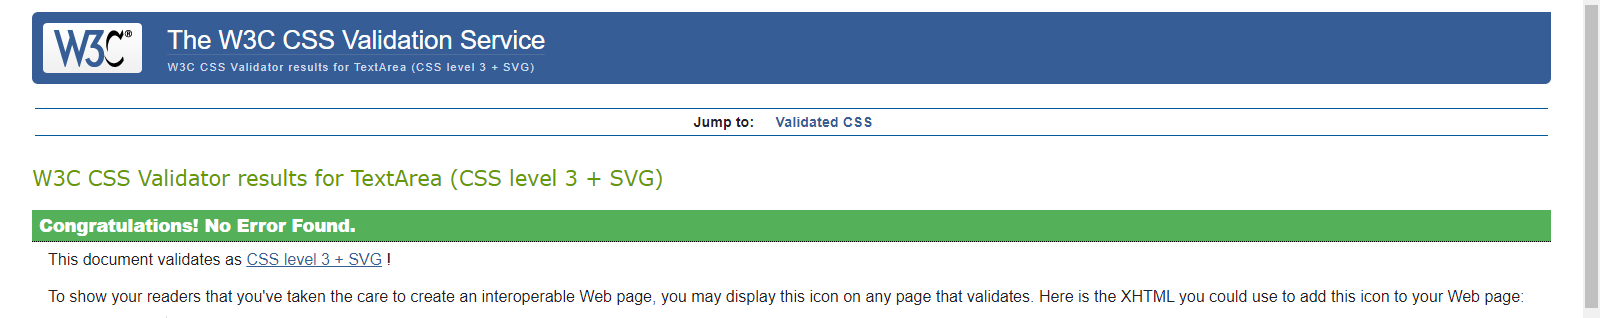 W3C®
The W3C CSS Validation Service
W3C CSS Validator results for TextArea (CSS level 3 + SVG)
Jump to: Validated CSS
W3C CSS Validator results for TextArea (CSS level 3 + SVG)
Congratulations! No Error Found.
This document validates as CSS level 3 + SVG !
To show your readers that you've taken the care to create an interoperable Web page, you may display this icon on any page that validates. Here is the XHTML you could use to add this icon to your Web page: